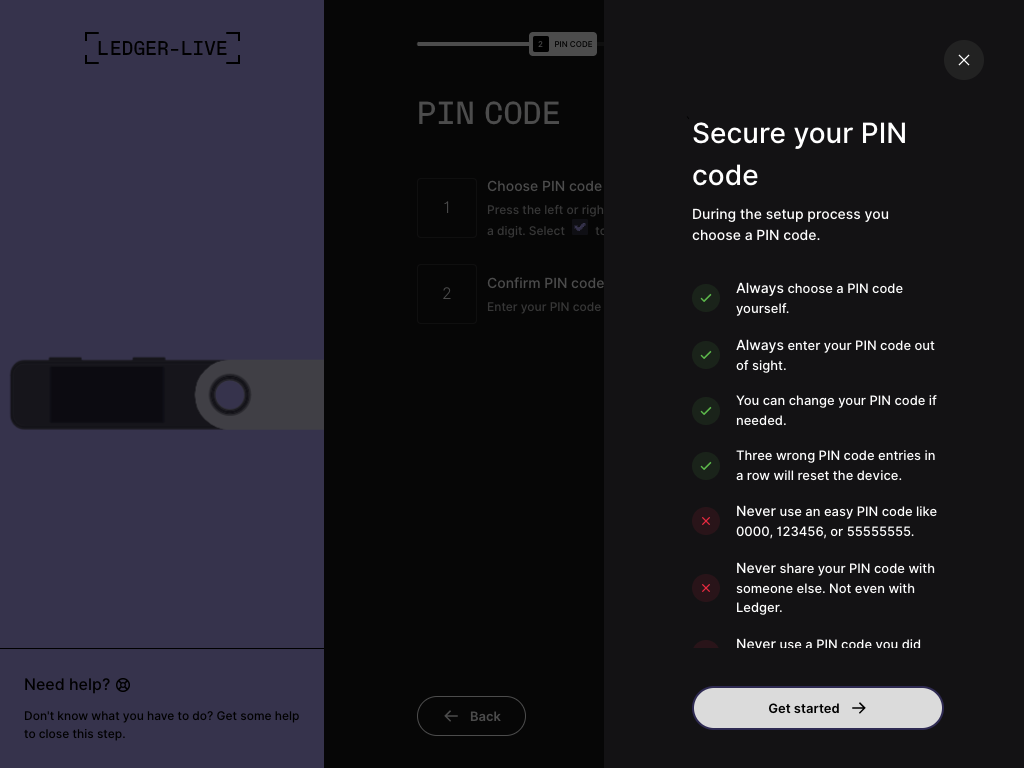 LEDGER-LIVE
2 PIN CODE
PIN CODE
1
Choose PIN code
Press the left or righ
a digit. Select to
2
Confirm PIN code
Enter your PIN code
Back
Need help?
Don't know what you have to do? Get some help
to close this step.
Secure your PIN
code
During the setup process you
choose a PIN code.
Always choose a PIN code
yourself.
Always enter your PIN code out
of sight.
You can change your PIN code if
needed.
Three wrong PIN code entries in
a row will reset the device.
Never use an easy PIN code like
0000, 123456, or 55555555.
Never share your PIN code with
someone else. Not even with
Ledger.
Never use a PIN code you did
Get started